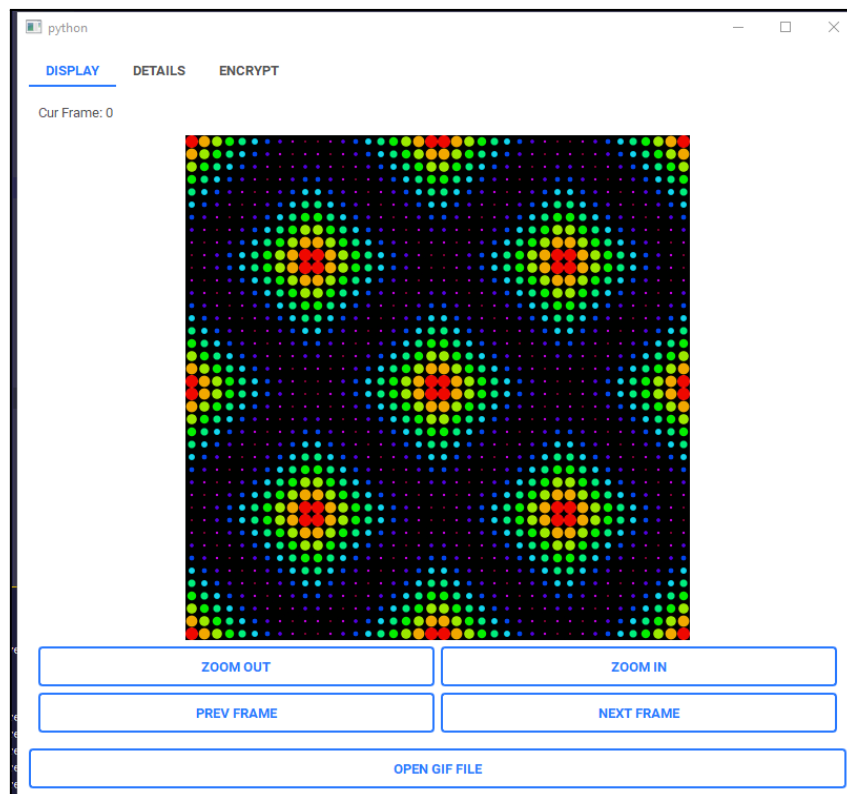 python
DISPLAY DETAILS ENCRYPT
Cur Frame: 0
ZOOM OUT ZOOM IN
PREV FRAME NEXT FRAME
OPEN GIF FILE